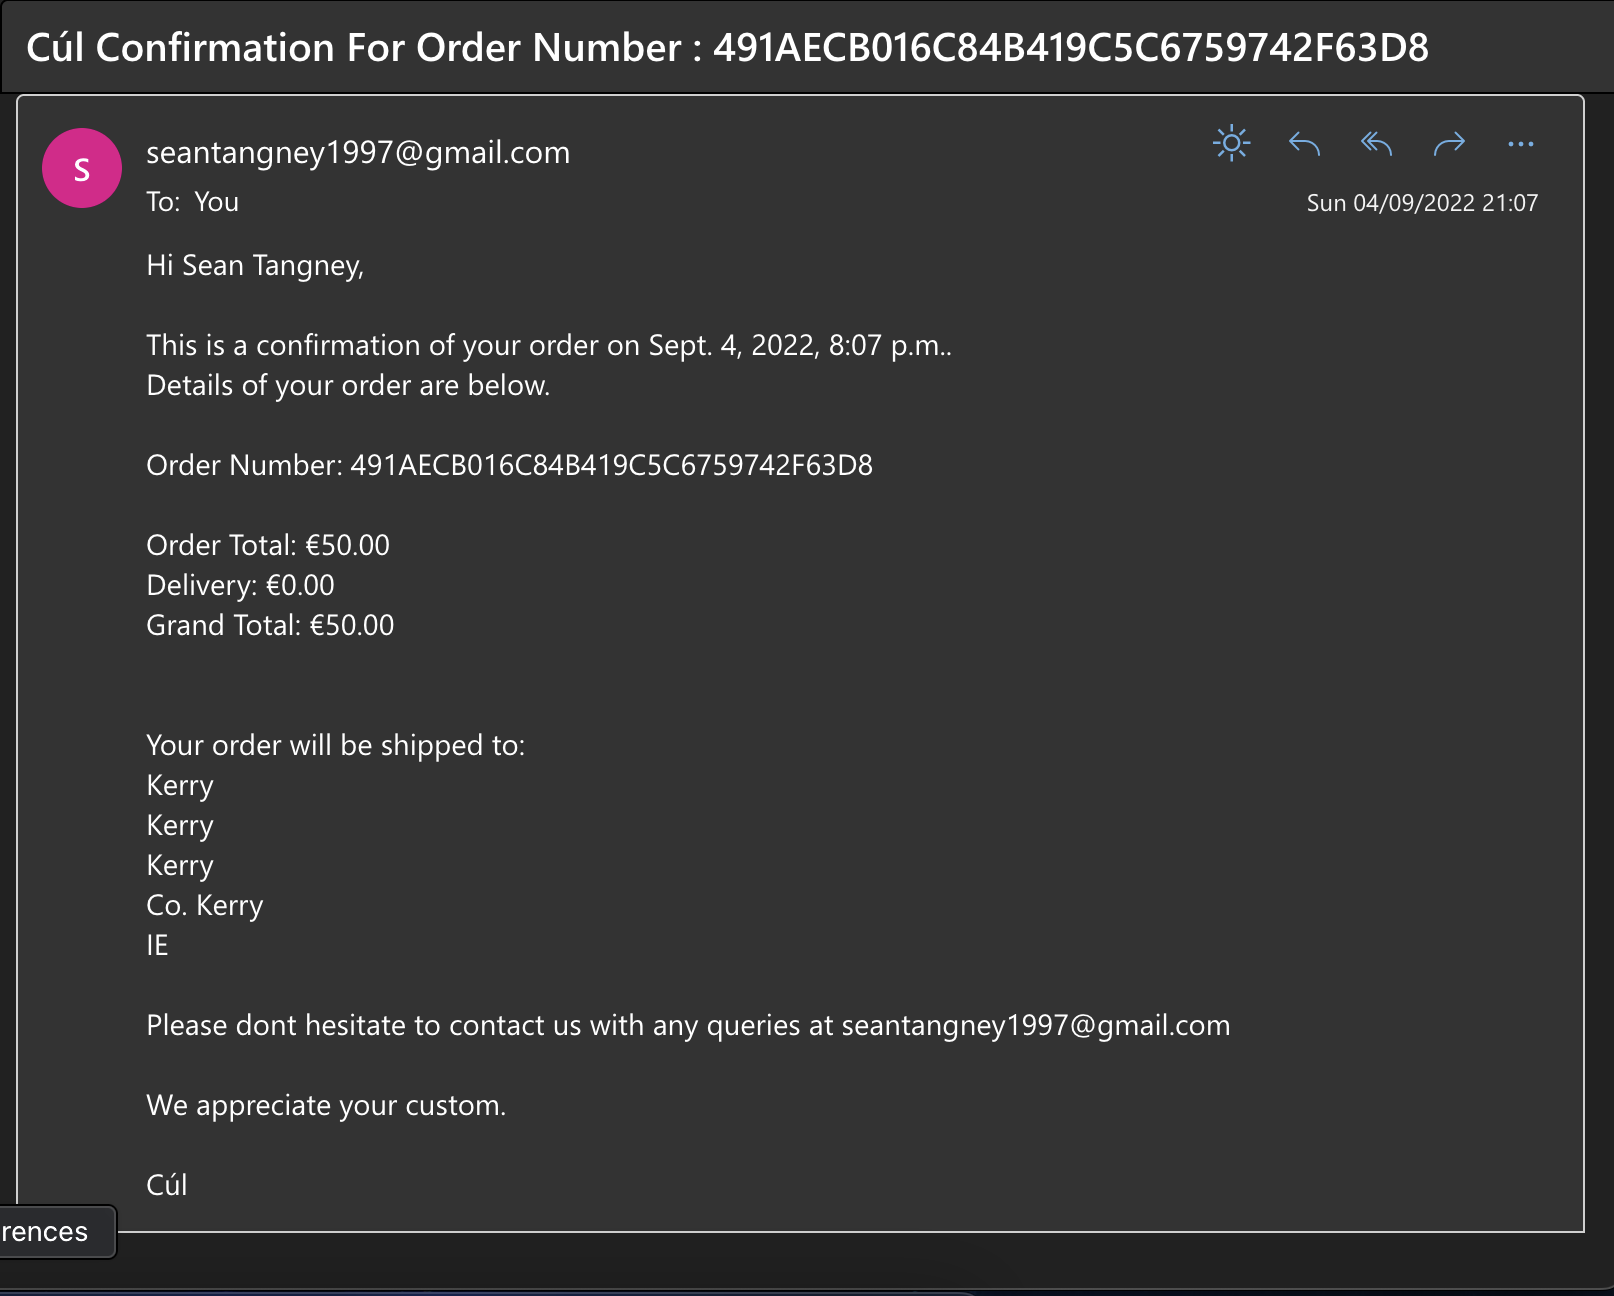 Cúl Confirmation For Order Number : 491AECB016C84B419C5C6759742F63D8
S
seantangney1997@gmail.com
To: You
Sun 04/09/2022 21:07
Hi Sean Tangney,
This is a confirmation of your order on Sept. 4, 2022, 8:07 p.m..
Details of your order are below.
Order Number: 491AECB016C84B419C5C6759742F63D8
Order Total: €50.00
Delivery: €0.00
Grand Total: €50.00
Your order will be shipped to:
Kerry
Kerry
Kerry
Co. Kerry
IE
Please dont hesitate to contact us with any queries at seantangney1997@gmail.com
We appreciate your custom.
Cúl
rences